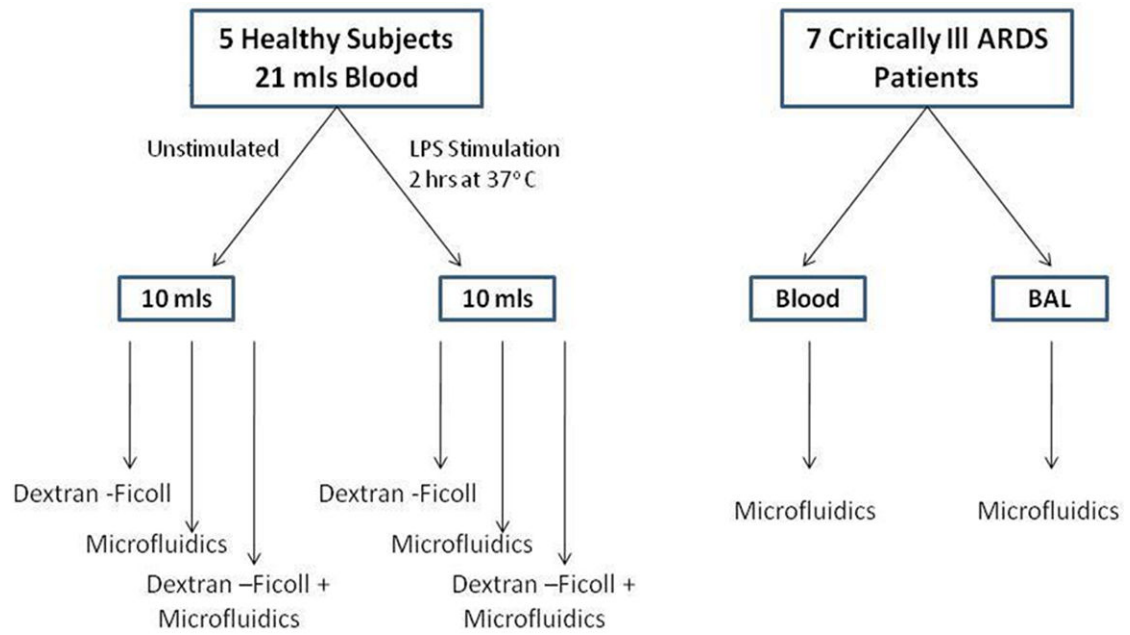 5 Healthy Subjects
21 mls Blood
Unstimulated
LPS Stimulation
2 hrs at 37° C
10 mls
10 mls
Dextran -Ficoll
Microfluidics
Dextran –Ficoll +
Microfluidics
Dextran -Ficoll
Microfluidics
Dextran –Ficoll +
Microfluidics
7 Critically Ill ARDS
Patients
Blood
BAL
Microfluidics
Microfluidics